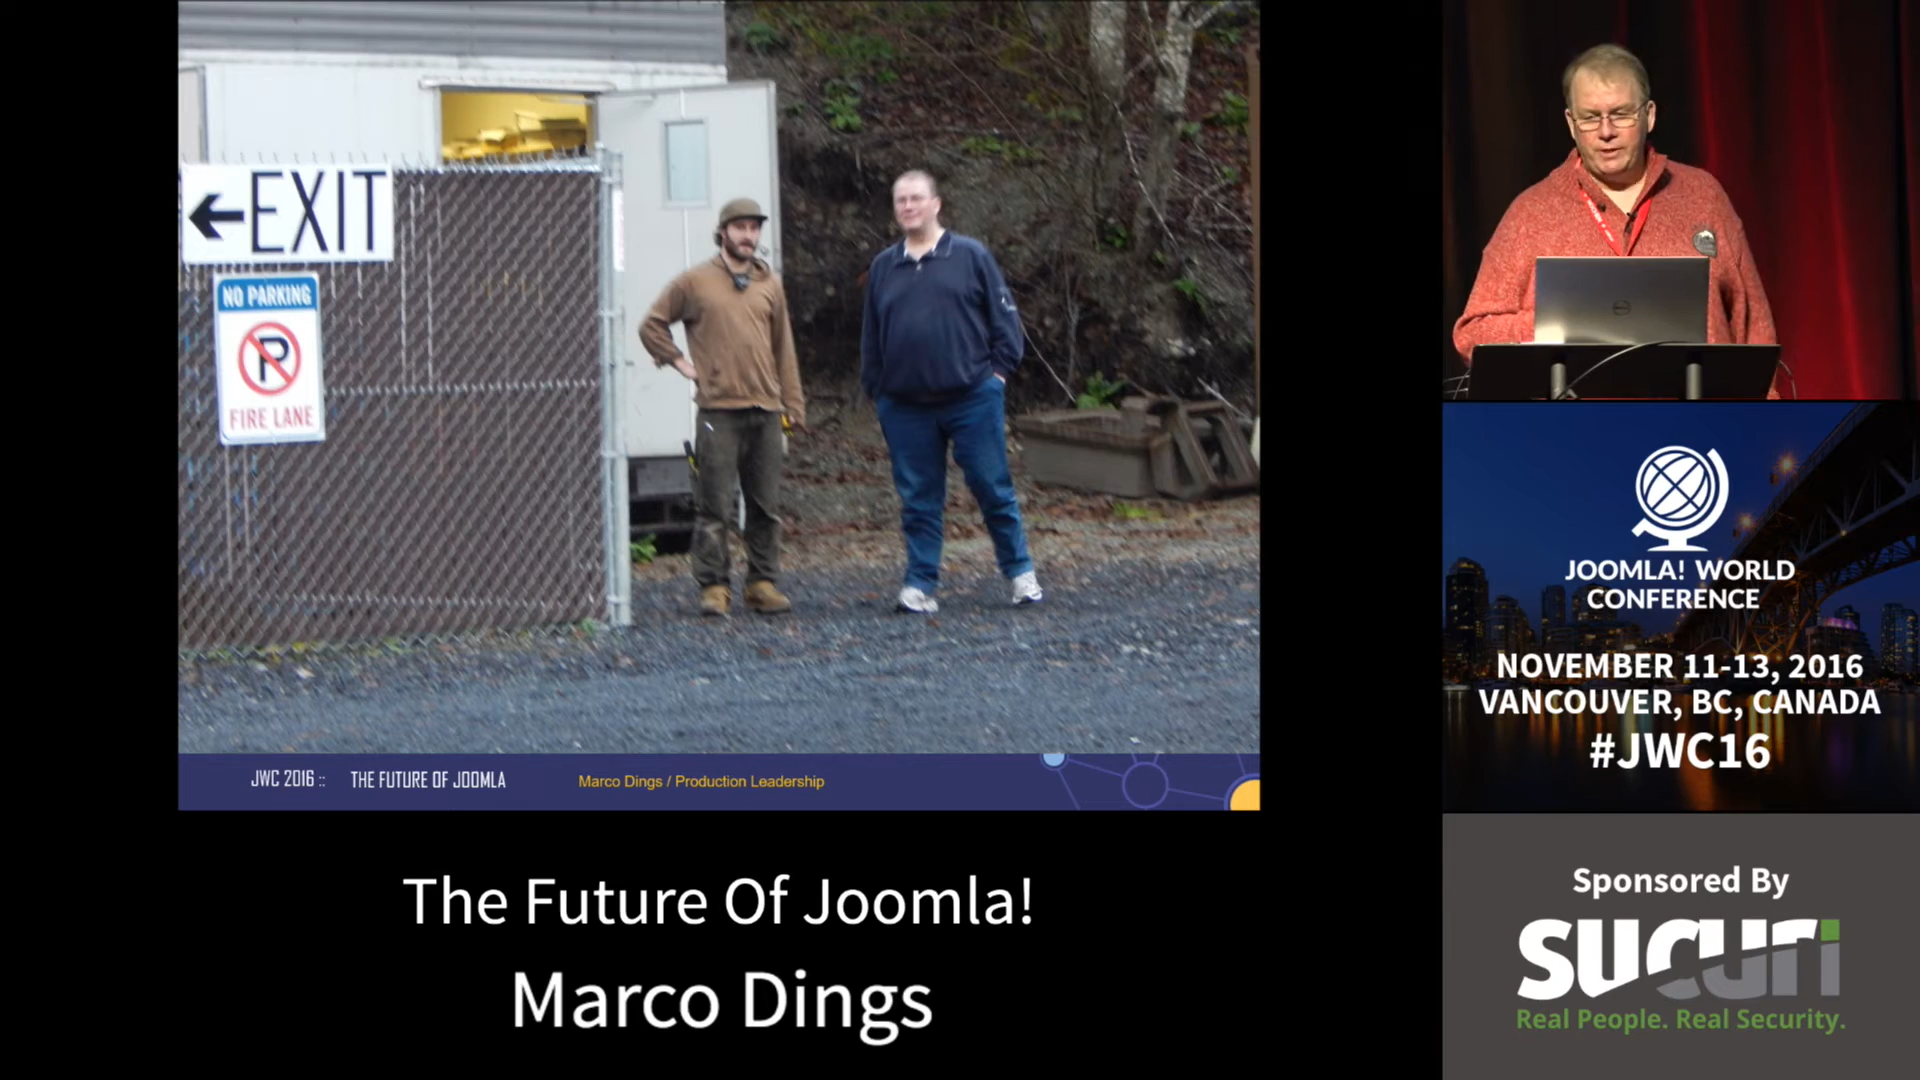 ←EXIT
NO PARKING
P
FIRE LANE
JWC 2016 :: THE FUTURE OF JOOMLA Marco Dings / Production Leadership
The Future Of Joomla!
Marco Dings
DELL
JOOMLA! WORLD
CONFERENCE
NOVEMBER 11-13, 2016
VANCOUVER, BC, CANADA
#JWC16
Sponsored By
SUCURI
Real People. Real Security.